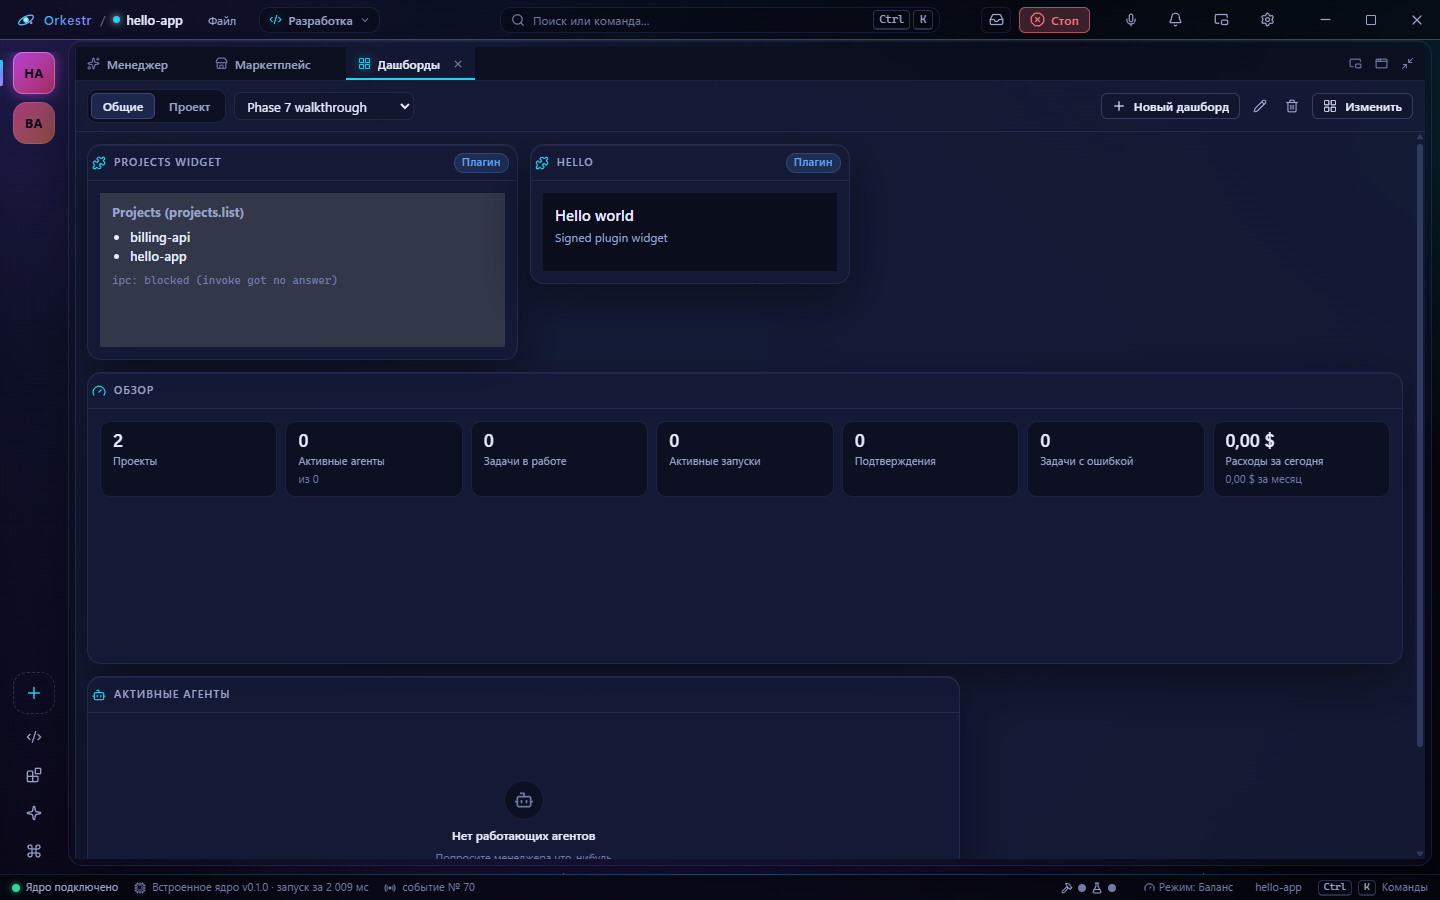 Orkestr / hello-app Файл Разработка Поиск или команда... Ctrl K Стоп
HA
BA
Менеджер Маркетплейс Дашборды
Общие Проект Phase 7 walkthrough Новый дашборд Изменить
PROJECTS WIDGET Плагин
Projects (projects.list)
billing-api
hello-app
ipc: blocked (invoke got no answer)
HELLO Плагин
Hello world
Signed plugin widget
ОБЗОР
2
Проекты
0
Активные агенты
из 0
0
Задачи в работе
0
Активные запуски
0
Подтверждения
0
Задачи с ошибкой
0,00 $
Расходы за сегодня
0,00 $ за месяц
АКТИВНЫЕ АГЕНТЫ
Нет работающих агентов
Попросите менеджера что-нибудь
Ядро подключено Встроенное ядро v0.1.0 · запуск за 2 009 мс событие № 70 Режим: Баланс hello-app Ctrl K Команды